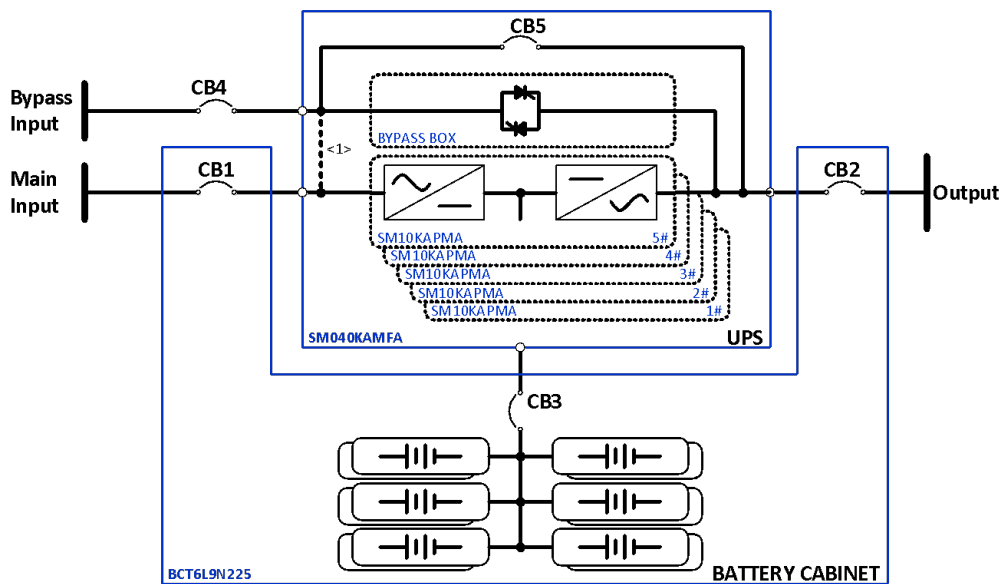 CB5
CB4
Bypass
Input
BYPASS BOX
<1>
Main
Input
CB1
CB2
Output
SM10KAPMA 5#
SM10KAPMA 4#
SM10KAPMA 3#
SM10KAPMA 2#
SM10KAPMA 1#
SM040KAMFA
UPS
CB3
BCT6L9N225
BATTERY CABINET